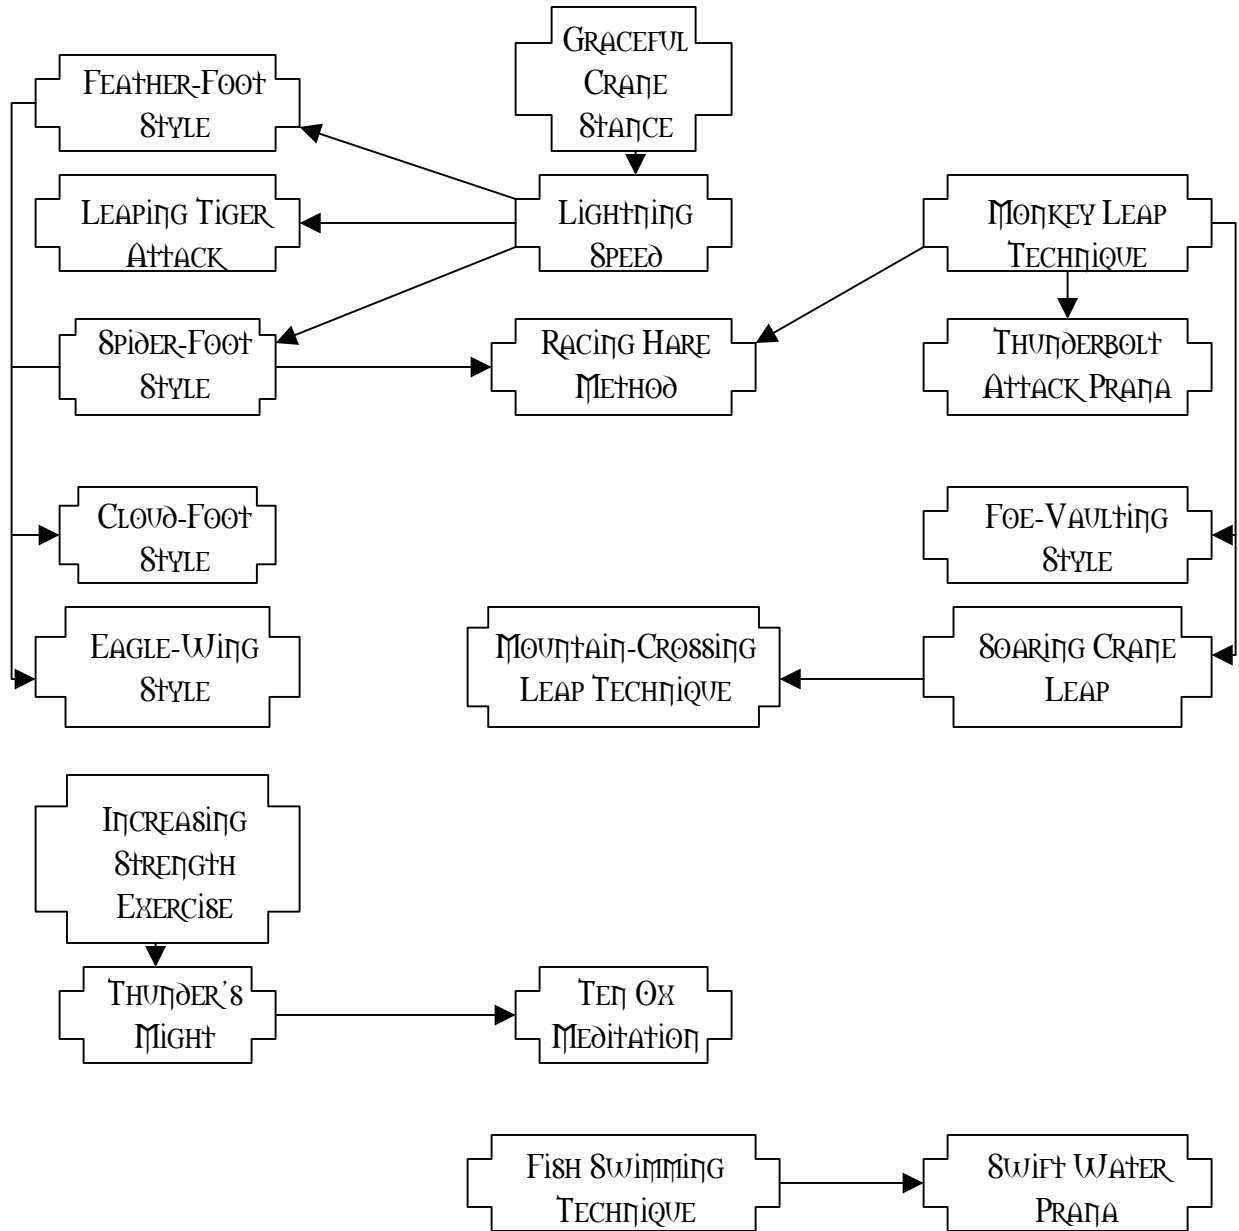 Graceful
Crane
Stance
Feather-Foot
Style
Leaping Tiger
Attack
Lightning
Speed
Monkey Leap
Technique
Spider-Foot
Style
Racing Hare
Method
Thunderbolt
Attack Prana
Cloud-Foot
Style
Foe-Vaulting
Style
Eagle-Wing
Style
Mountain-Crossing
Leap Technique
Soaring Crane
Leap
Increasing
Strength
Exercise
Thunder's
Might
Ten Ox
Meditation
Fish Swimming
Technique
Swift Water
Prana